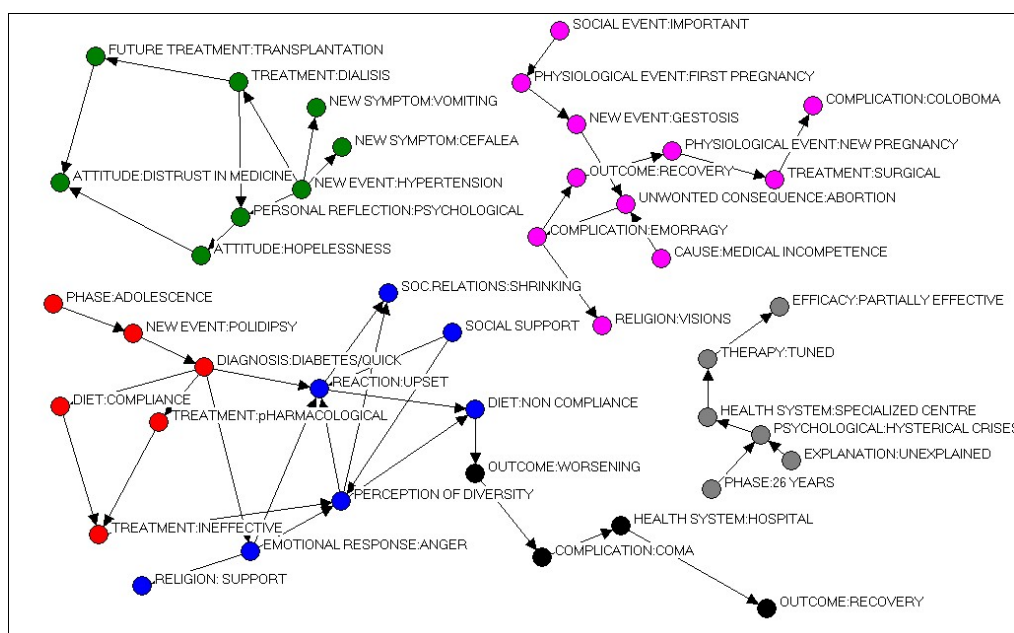 SOCIAL EVENT:IMPORTANT
FUTURE TREATMENT:TRANSPLANTATION
TREATMENT:DIALISIS
PHYSIOLOGICAL EVENT:FIRST PREGNANCY
NEW SYMPTOM:VOMITING
COMPLICATION:COLOBOMA
NEW EVENT:GESTOSIS
NEW SYMPTOM:CEFALEA
PHYSIOLOGICAL EVENT:NEW PREGNANCY
ATTITUDE:DISTRUST IN MEDICINE
NEW EVENT:HYPERTENSION
OUTCOME:RECOVERY
TREATMENT:SURGICAL
UNWONTED CONSEQUENCE:ABORTION
PERSONAL REFLECTION:PSYCHOLOGICAL
COMPLICATION:EMORRAGY
ATTITUDE:HOPELESSNESS
CAUSE:MEDICAL INCOMPETENCE
SOC.RELATIONS:SHRINKING
PHASE:ADOLESCENCE
EFFICACY:PARTIALLY EFFECTIVE
NEW EVENT:POLIDIPSY
SOCIAL SUPPORT
RELIGION:VISIONS
DIAGNOSIS:DIABETES/QUICK
THERAPY:TUNED
REACTION:UPSET
DIET:COMPLIANCE
DIET:NON COMPLIANCE
TREATMENT:pHARMACOLOGICAL
HEALTH SYSTEM:SPECIALIZED CENTRE
PSYCHOLOGICAL:HYSTERICAL CRISES
EXPLANATION:UNEXPLAINED
OUTCOME:WORSENING
PHASE:26 YEARS
PERCEPTION OF DIVERSITY
TREATMENT:INEFFECTIVE
HEALTH SYSTEM:HOSPITAL
EMOTIONAL RESPONSE:ANGER
COMPLICATION:COMA
RELIGION: SUPPORT
OUTCOME:RECOVERY